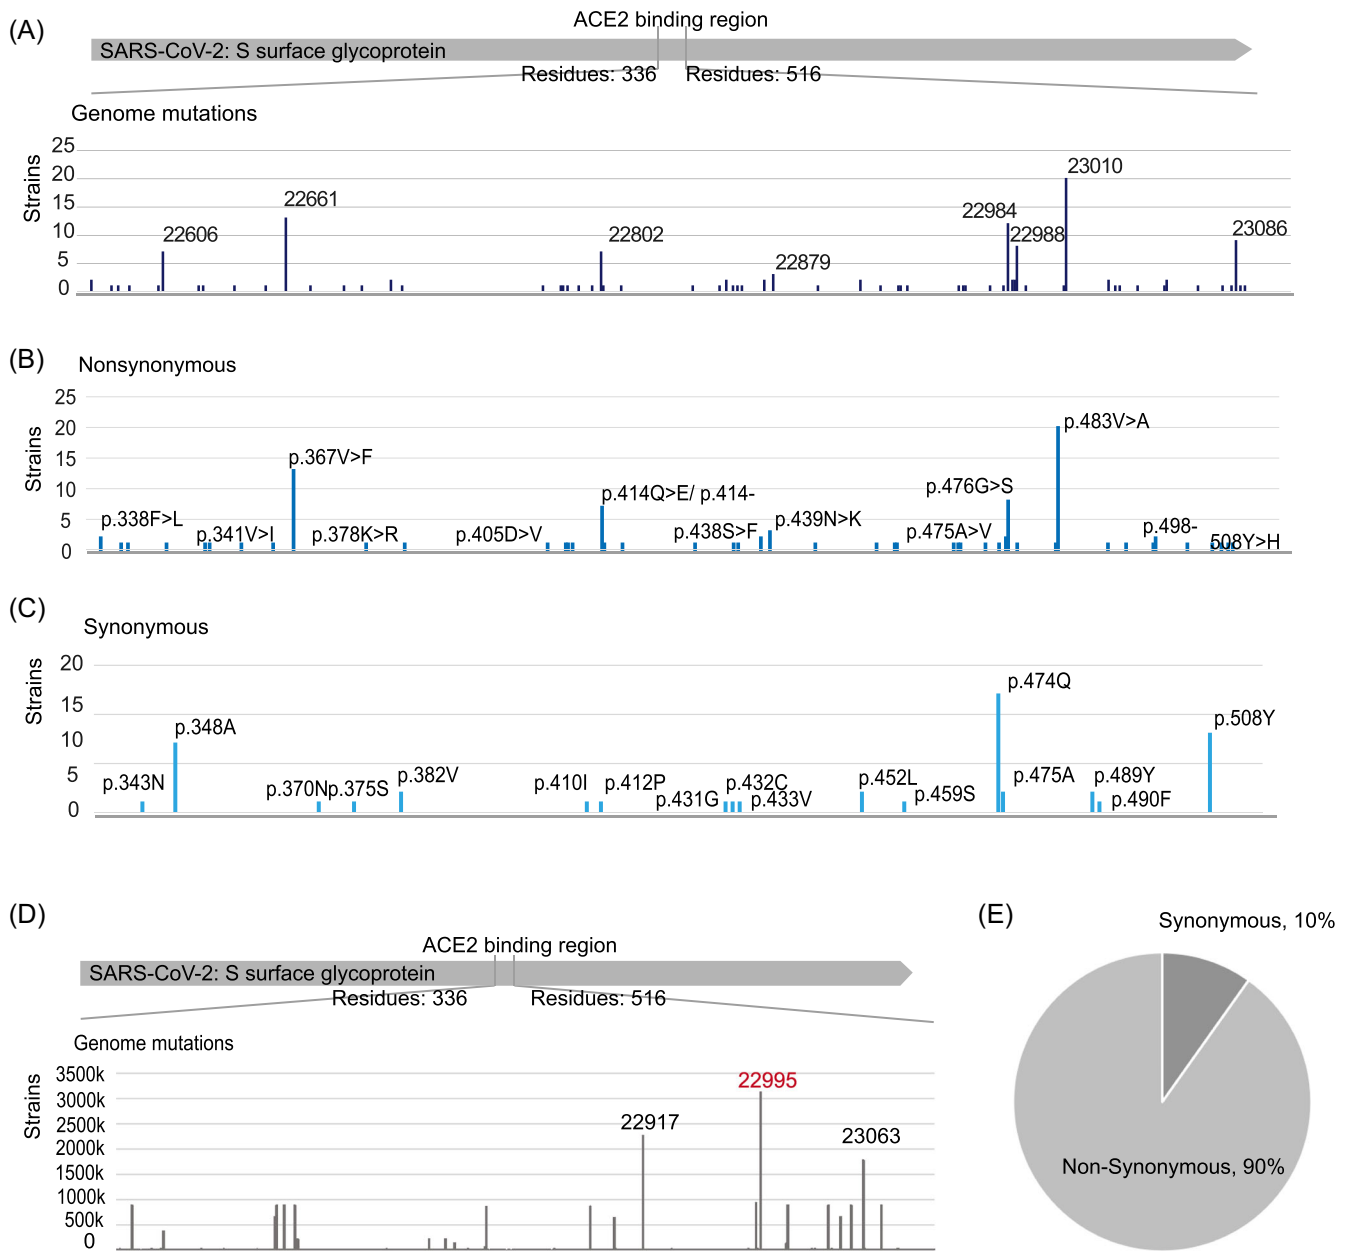 (A)
ACE2 binding region
SARS-CoV-2: S surface glycoprotein
Residues: 336
Residues: 516
Genome mutations
Strains
25
20
15
10
5
0
22606
22661
22802
22879
22984
22988
23010
23086
(B)
Nonsynonymous
Strains
25
20
15
10
5
0
p.338F>L
p.341V>I
p.367V>F
p.378K>R
p.405D>V
p.414Q>E/ p.414-
p.438S>F
p.439N>K
p.475A>V
p.476G>S
p.483V>A
p.498-
508Y>H
(C)
Synonymous
Strains
20
15
10
5
0
p.343N
p.348A
p.370N
p.375S
p.382V
p.410I
p.412P
p.431G
p.432C
p.433V
p.452L
p.459S
p.474Q
p.475A
p.489Y
p.490F
p.508Y
(D)
ACE2 binding region
SARS-CoV-2: S surface glycoprotein
Residues: 336
Residues: 516
Genome mutations
Strains
3500k
3000k
2500k
2000k
1500k
1000k
500k
0
22917
22995
23063
(E)
Synonymous, 10%
Non-Synonymous, 90%